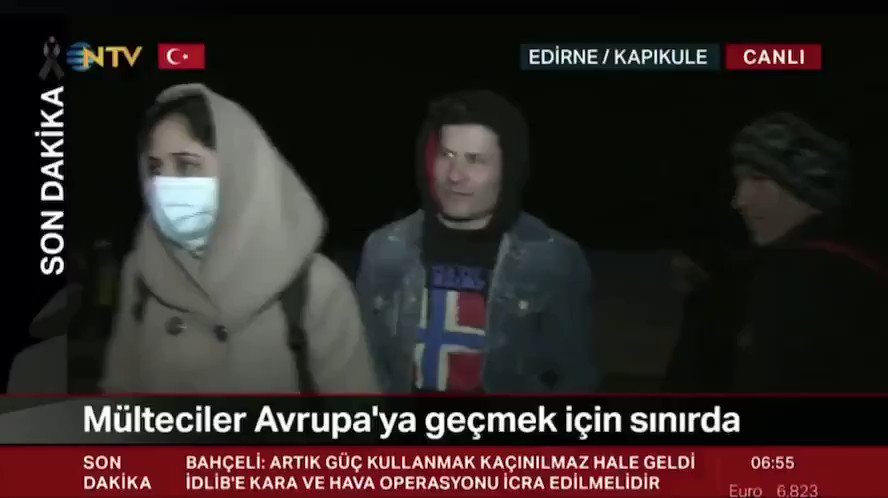 NTV
EDİRNE / KAPIKULE
CANLI
SON DAKİKA
Mülteciler Avrupa'ya geçmek için sınırda
SON DAKİKA
BAHÇELİ: ARTIK GÜÇ KULLANMAK KAÇINILMAZ HALE GELDİ
İDLİB'E KARA VE HAVA OPERASYONU İCRA EDİLMELİDİR
06:55
Euro 6.823